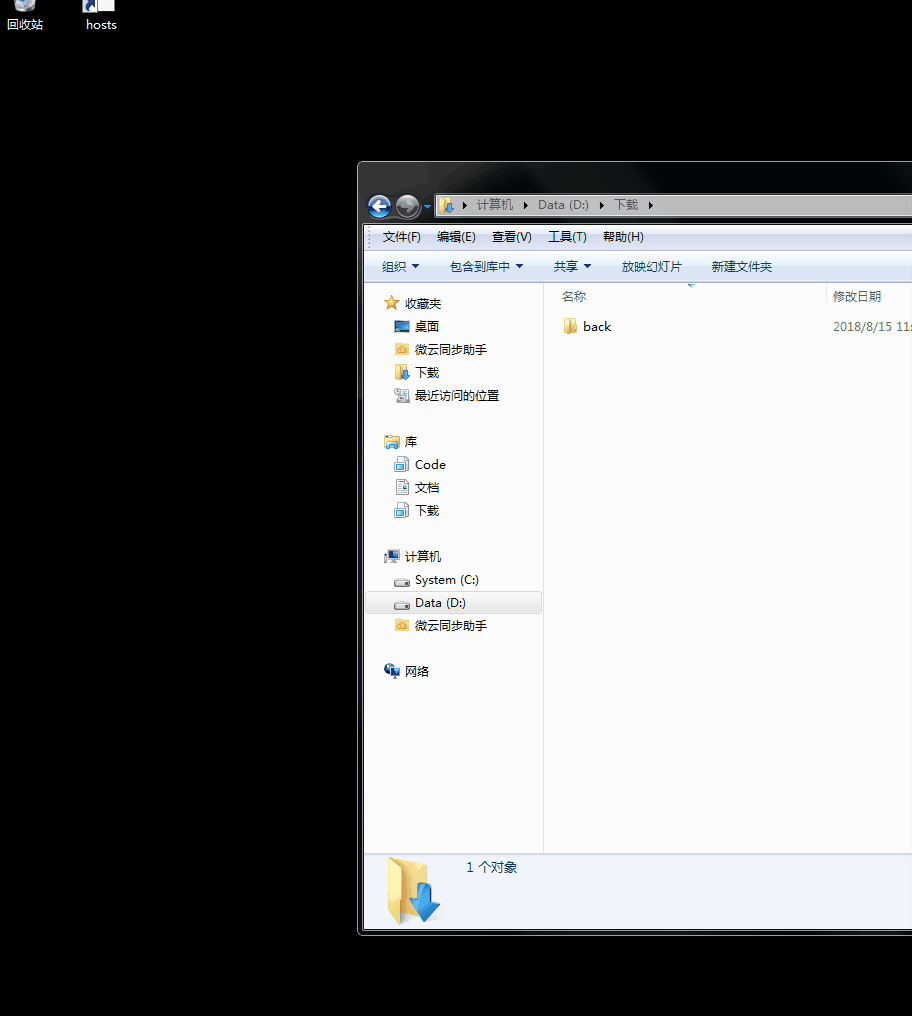 回收站
hosts
计算机 Data (D:) 下载
文件(F) 编辑(E) 查看(V) 工具(T) 帮助(H)
组织 包含到库中 共享 放映幻灯片 新建文件夹
收藏夹
桌面
微云同步助手
下载
最近访问的位置
库
Code
文档
下载
计算机
System (C:)
Data (D:)
微云同步助手
网络
名称 修改日期
back 2018/8/15 11:
1 个对象